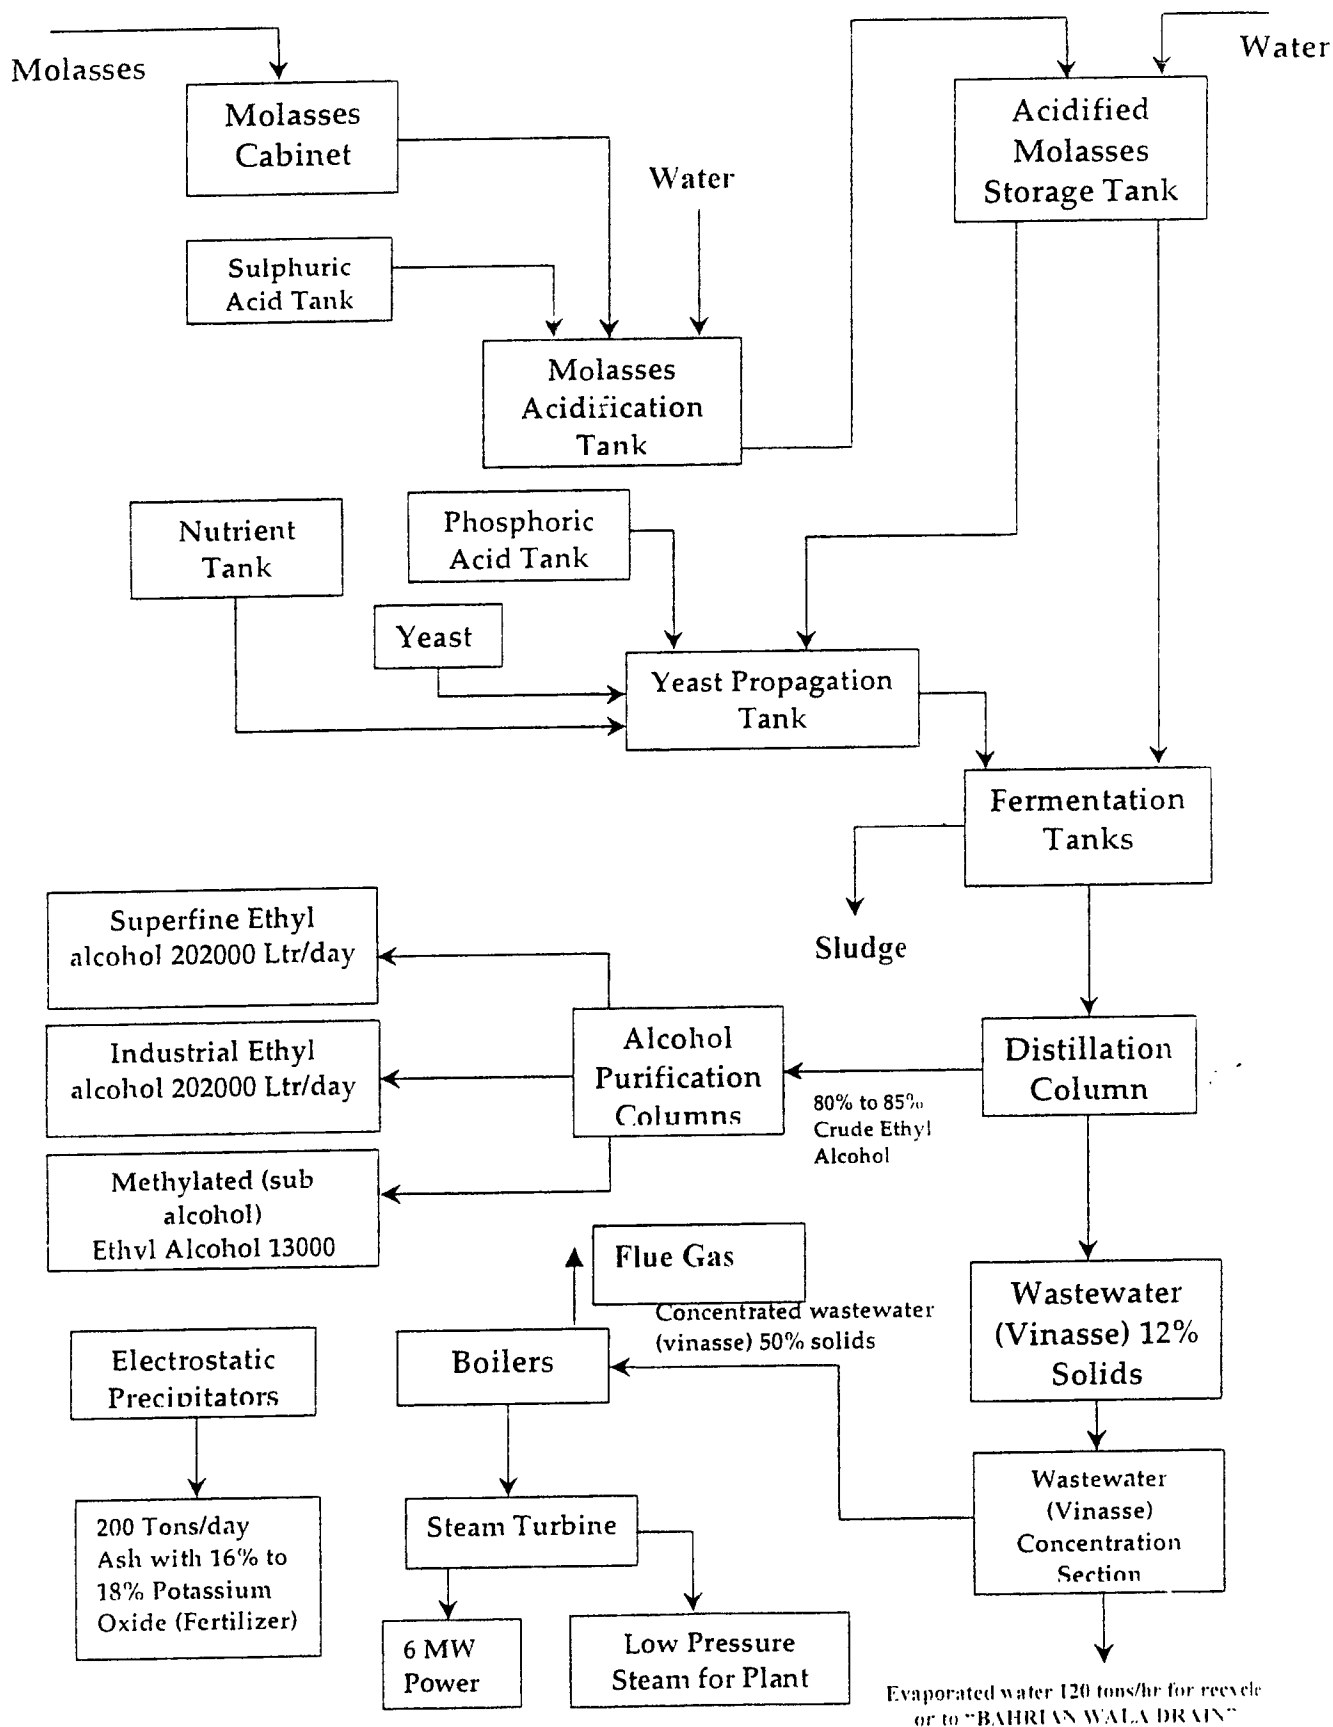 Molasses
Water
Molasses
Cabinet
Acidified
Molasses
Storage Tank
Water
Sulphuric
Acid Tank
Molasses
Acidification
Tank
Nutrient
Tank
Phosphoric
Acid Tank
Yeast
Yeast Propagation
Tank
Fermentation
Tanks
Sludge
Superfine Ethyl
alcohol 202000 Ltr/day
Industrial Ethyl
alcohol 202000 Ltr/day
Methylated (sub
alcohol)
Ethyl Alcohol 13000
Alcohol
Purification
Columns
80% to 85%
Crude Ethyl
Alcohol
Distillation
Column
Flue Gas
Concentrated wastewater
(vinasse) 50% solids
Wastewater
(Vinasse) 12%
Solids
Electrostatic
Precipitators
Boilers
Wastewater
(Vinasse)
Concentration
Section
200 Tons/day
Ash with 16% to
18% Potassium
Oxide (Fertilizer)
Steam Turbine
6 MW
Power
Low Pressure
Steam for Plant
Evaporated water 120 tons/hr for recycle
or to "BAHRIAN WALA DRAIN"